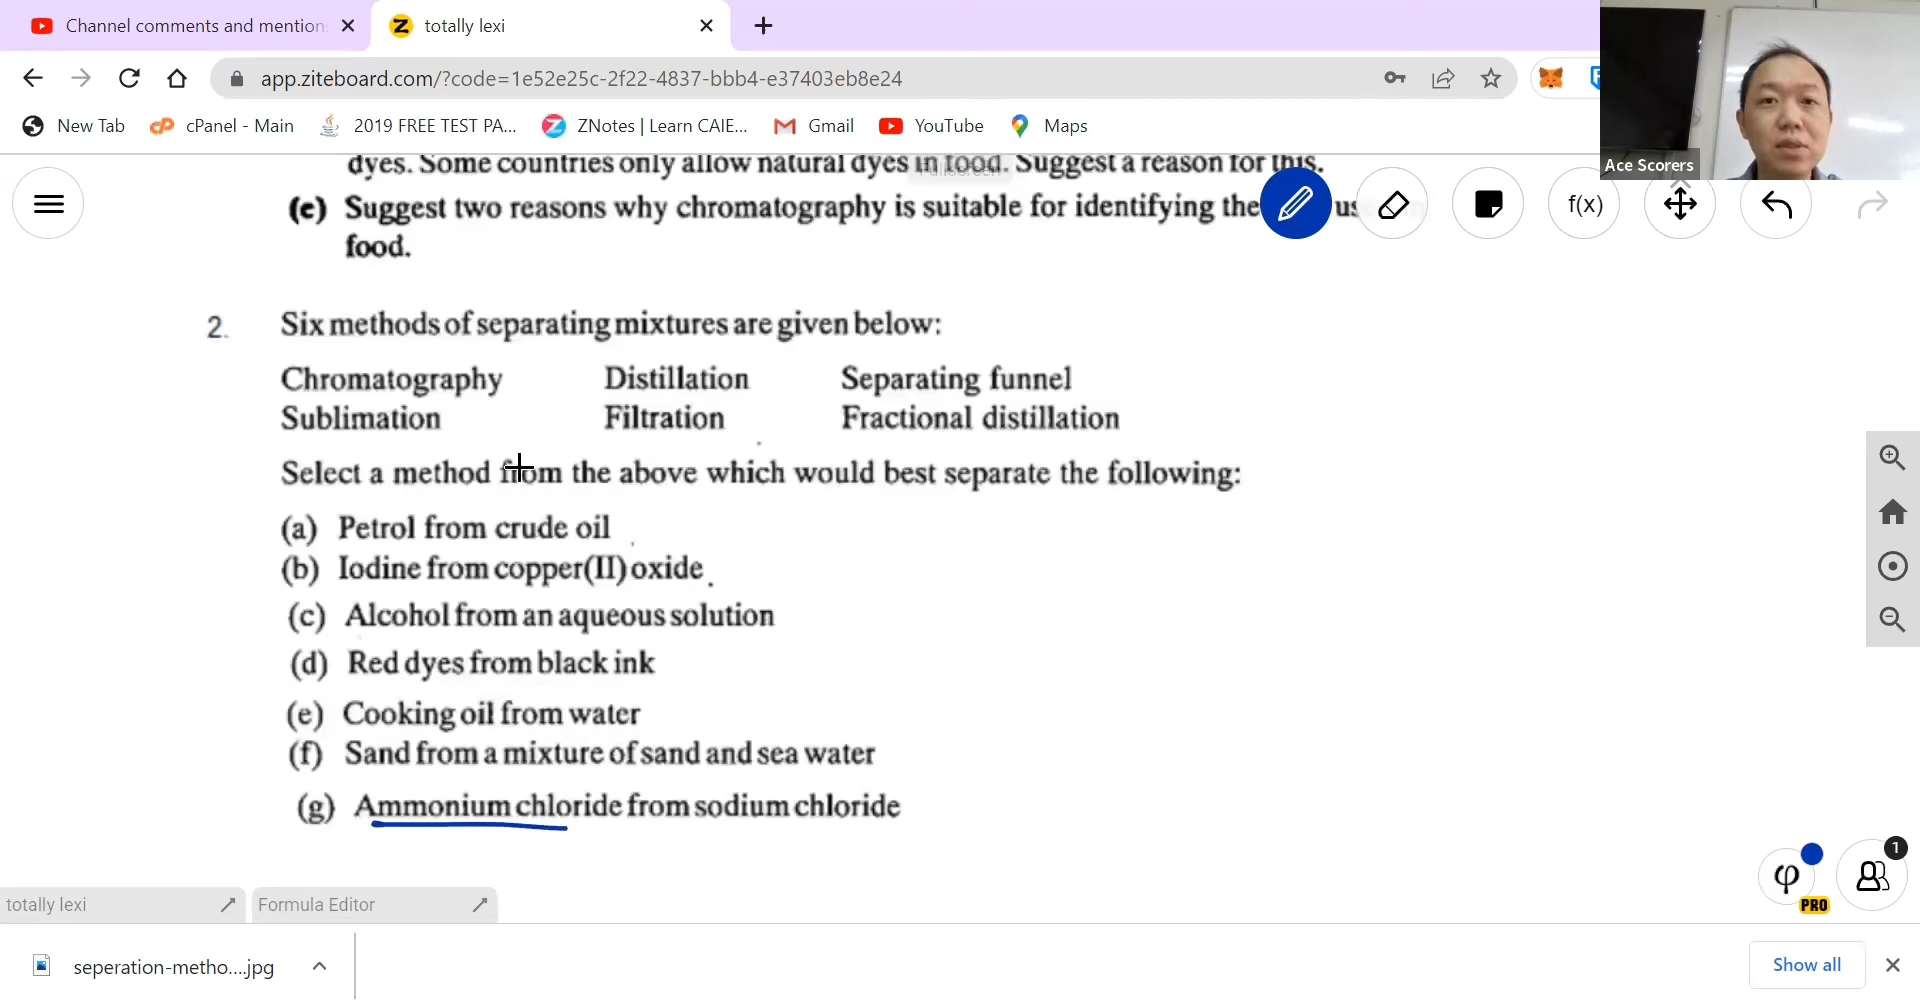 Channel comments and mention
totally lexi
app.ziteboard.com/?code=1e52e25c-2f22-4837-bbb4-e37403eb8e24
New Tab
cPanel - Main
2019 FREE TEST PA...
ZNotes | Learn CAIE...
Gmail
YouTube
Maps
Ace Scorers
dyes. Some countries only allow natural dyes in food. Suggest a reason for this.
(c) Suggest two reasons why chromatography is suitable for identifying the
food.
f(x)
2. Six methods of separating mixtures are given below:
Chromatography Distillation Separating funnel
Sublimation Filtration Fractional distillation
Select a method from the above which would best separate the following:
(a) Petrol from crude oil
(b) Iodine from copper(II) oxide
(c) Alcohol from an aqueous solution
(d) Red dyes from black ink
(e) Cooking oil from water
(f) Sand from a mixture of sand and sea water
(g) Ammonium chloride from sodium chloride
1
φ
PRO
totally lexi
Formula Editor
seperation-metho....jpg
Show all